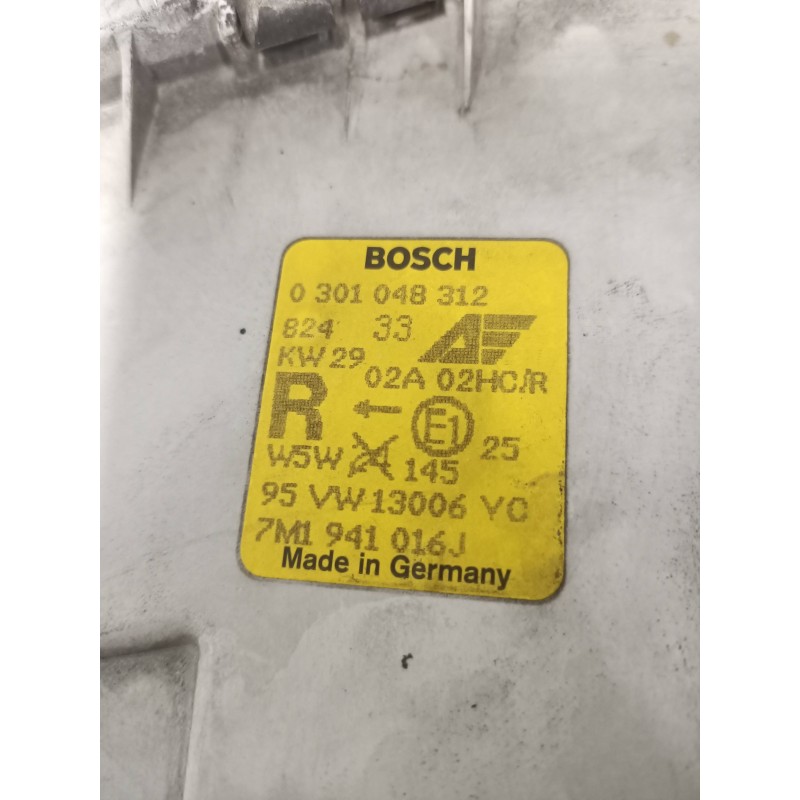 BOSCH
0 301 048 312
824 33 AE
KW 29
02A 02HC/R
R E1 25
W5W 145
95 VW 13006 YC
7M1 941 016J
Made in Germany